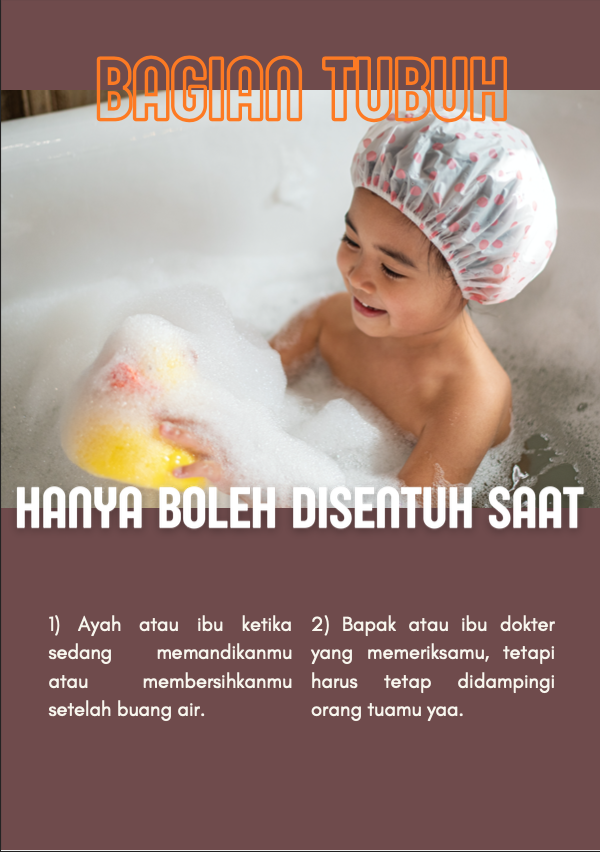 BAGIAN TUBUH
HANYA BOLEH DISENTUH SAAT
1) Ayah atau ibu ketika
sedang memandikanmu
atau membersihkanmu
setelah buang air.
2) Bapak atau ibu dokter
yang memeriksamu, tetapi
harus tetap didampingi
orang tuamu yaa.